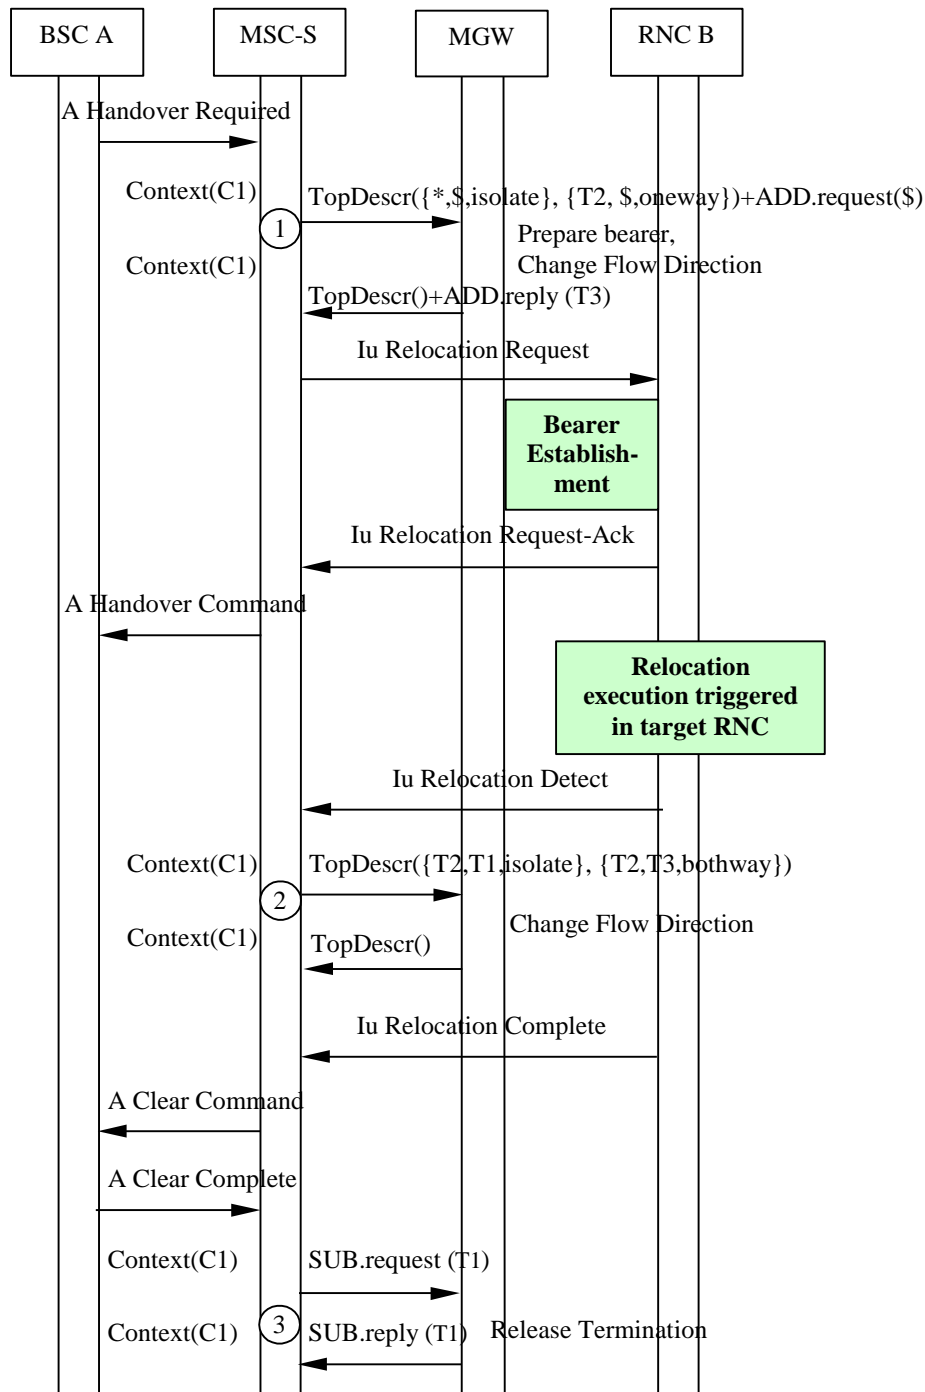 BSC A
MSC-S
MGW
RNC B
A Handover Required
Context(C1)
TopDescr({*,$,isolate}, {T2, $,oneway})+ADD.request($)
1
Prepare bearer,
Change Flow Direction
Context(C1)
TopDescr()+ADD.reply (T3)
Iu Relocation Request
Bearer
Establish-
ment
Iu Relocation Request-Ack
A Handover Command
Relocation
execution triggered
in target RNC
Iu Relocation Detect
Context(C1)
TopDescr({T2,T1,isolate}, {T2,T3,bothway})
2
Change Flow Direction
Context(C1)
TopDescr()
Iu Relocation Complete
A Clear Command
A Clear Complete
Context(C1)
SUB.request (T1)
3
Context(C1)
SUB.reply (T1)
Release Termination